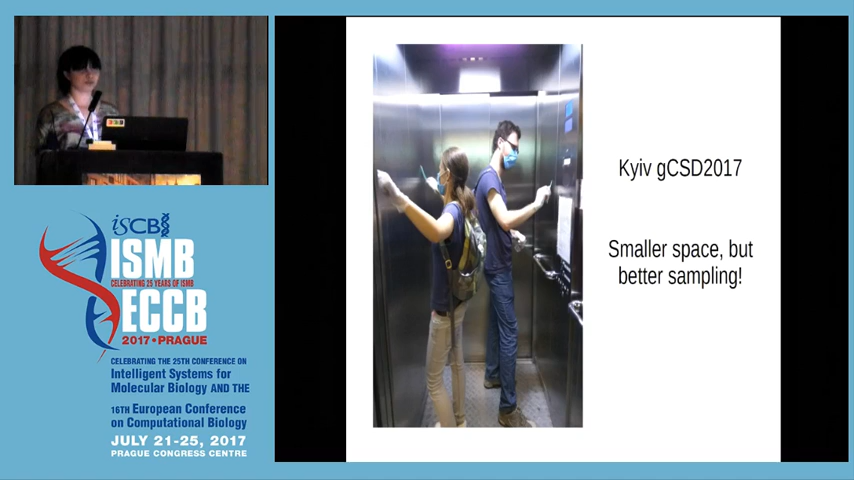 iSCB
ISMB
CELEBRATING 25 YEARS OF ISMB
ECCB
2017 • PRAGUE
CELEBRATING THE 25TH CONFERENCE ON
Intelligent Systems for
Molecular Biology AND THE
16TH European Conference
on Computational Biology
JULY 21-25, 2017
PRAGUE CONGRESS CENTRE
Kyiv gCSD2017
Smaller space, but
better sampling!